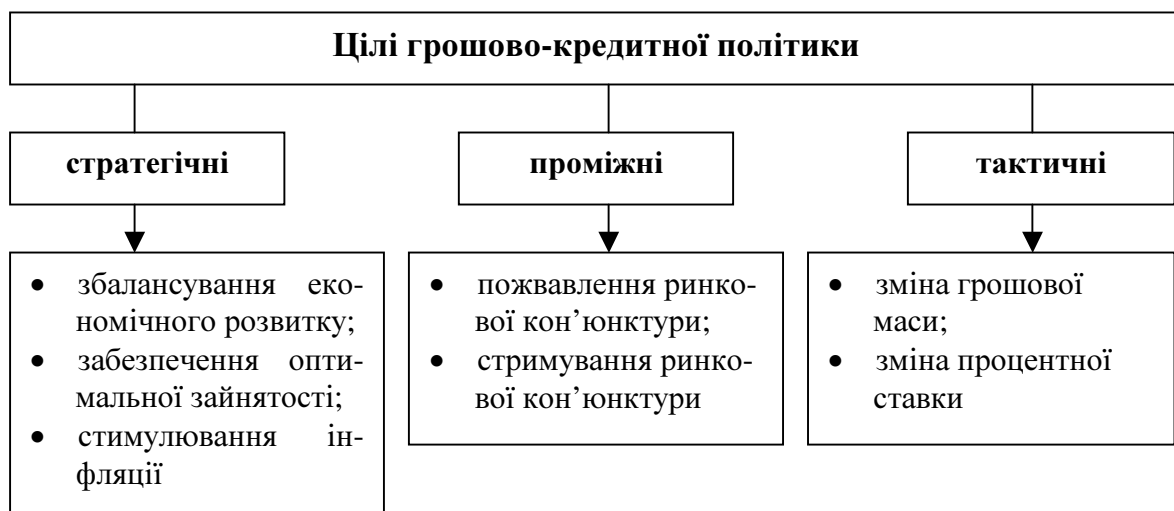 Цілі грошово-кредитної політики
стратегічні
проміжні
тактичні
• збалансування еко-
номічного розвитку;
• забезпечення опти-
мальної зайнятості;
• стимулювання ін-
фляції
• пожвавлення ринко-
вої кон’юнктури;
• стримування ринко-
вої кон’юнктури
• зміна грошової
маси;
• зміна процентної
ставки